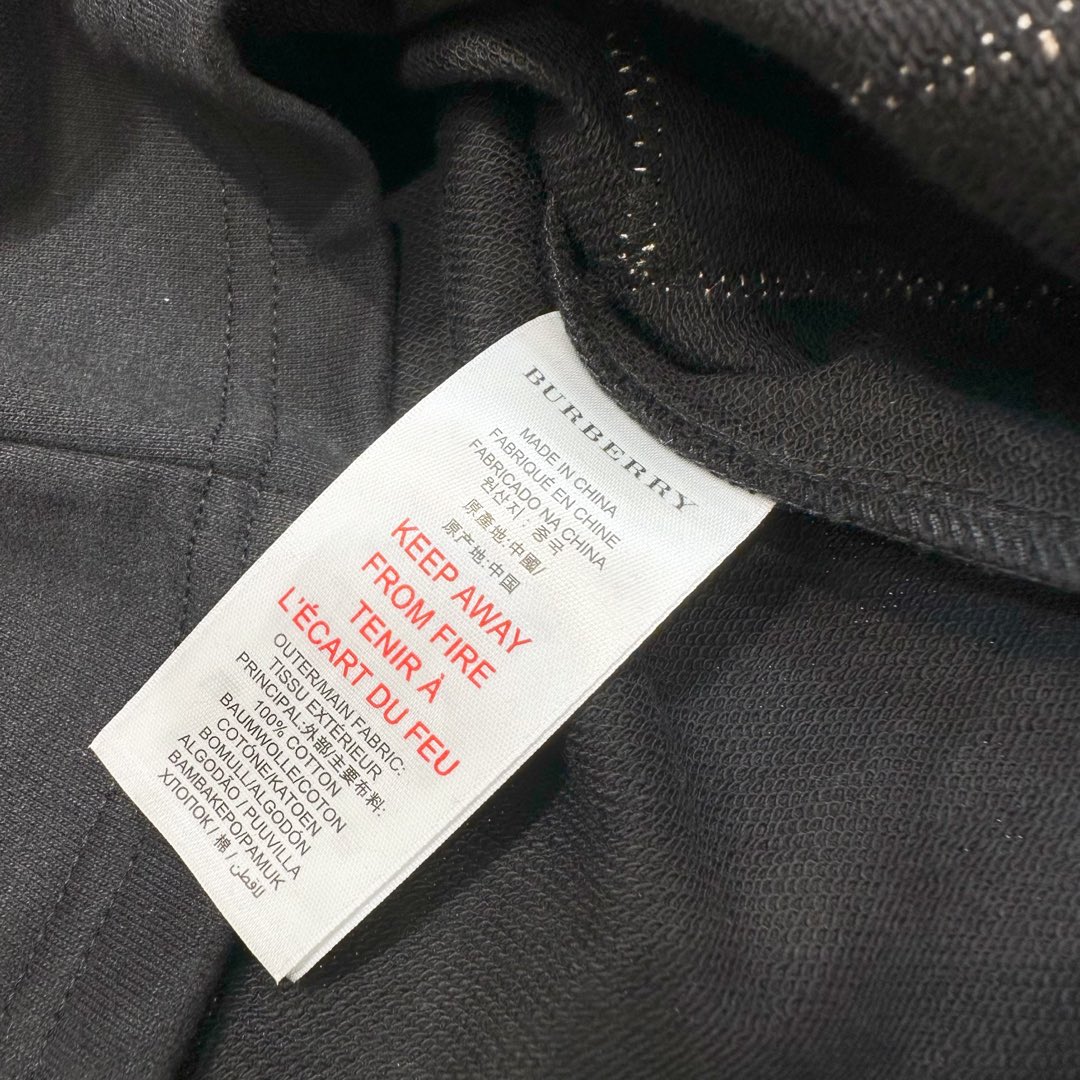 BURBERRY
MADE IN CHINA
FABRIQUÉ EN CHINE
FABRICADO NA CHINA
원산지 : 중국
原產地:中國/
原产地:中国
KEEP AWAY
FROM FIRE
TENIR À
L'ÉCART DU FEU
OUTER/MAIN FABRIC:
TISSU EXTÉRIEUR
PRINCIPAL:外部/主要布料:
100% COTTON
BAUMWOLLE/COTON
COTÓNE/KATOEN
BOMULL/ALGODÓN
ALGODÃO / PUUVILLA
ΒΑΜΒΑΚΕΡΟ/PAMUK
ХЛОПОК / 棉 / لالقطن